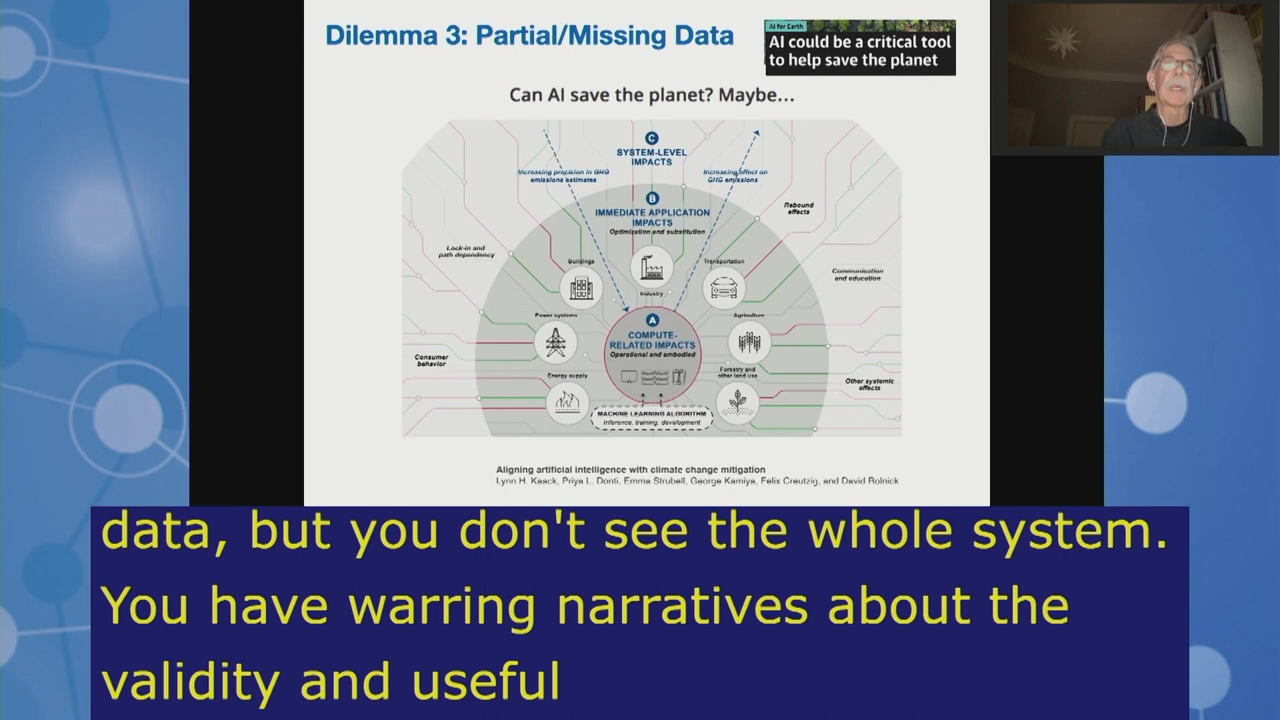 Dilemma 3: Partial/Missing Data
AI for Earth
AI could be a critical tool
to help save the planet
Can AI save the planet? Maybe...
C
SYSTEM-LEVEL
IMPACTS
Increasing precision in GHG
emissions estimates
Increasing effect on
GHG emissions
B
IMMEDIATE APPLICATION
IMPACTS
Optimization and substitution
Rebound
effects
Lock-in and
path dependency
Buildings
Industry
Transportation
Communication
and education
Power systems
A
COMPUTE-
RELATED IMPACTS
Operational and embodied
Agriculture
Consumer
behavior
Energy supply
Forestry and
other land use
Other systemic
effects
MACHINE LEARNING ALGORITHM
Inference, training, development
Aligning artificial intelligence with climate change mitigation
Lynn H. Kaack, Priya L. Donti, Emma Strubell, George Kamiya, Felix Creutzig, and David Rolnick
data, but you don't see the whole system.
You have warring narratives about the
validity and useful